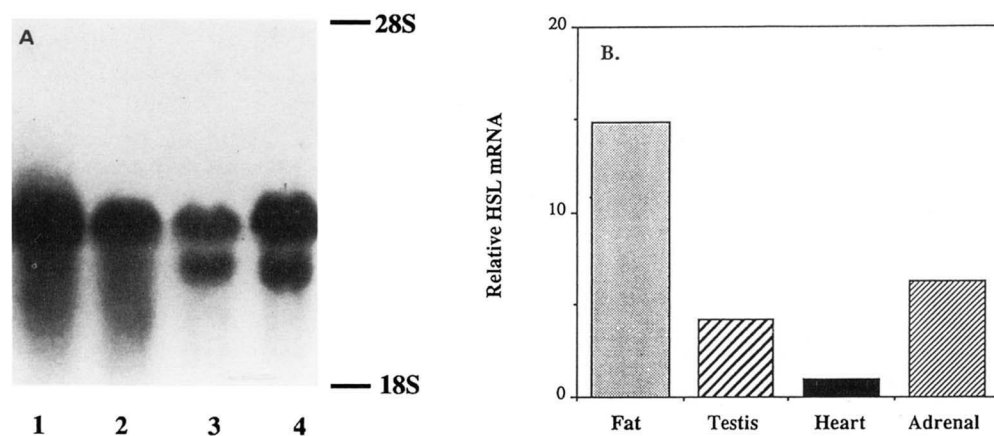 A
28S
18S
1 2 3 4
B.
Relative HSL mRNA
20
10
0
Fat Testis Heart Adrenal